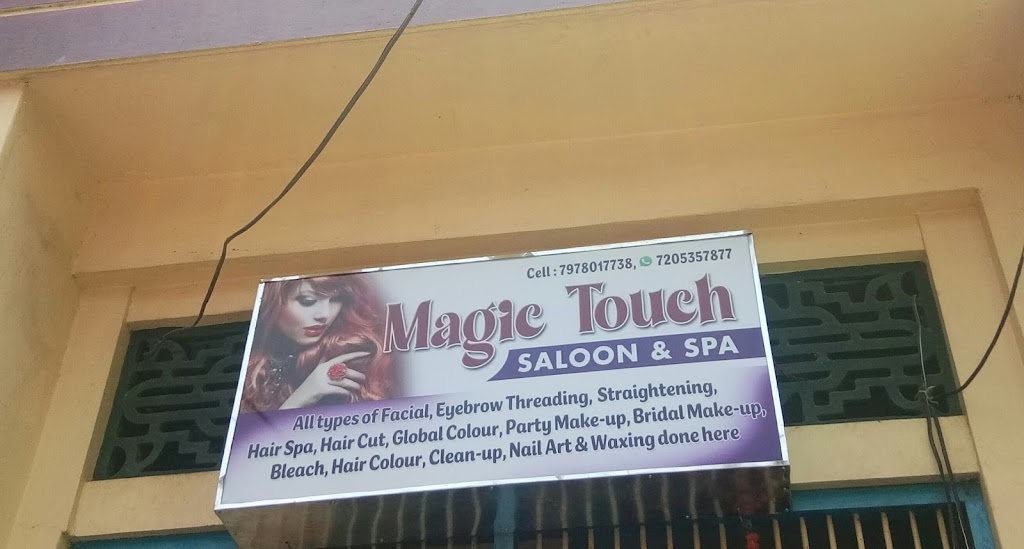 Cell : 7978017738, 7205357877
Magic Touch
SALOON & SPA
All types of Facial, Eyebrow Threading, Straightening,
Hair Spa, Hair Cut, Global Colour, Party Make-up, Bridal Make-up,
Bleach, Hair Colour, Clean-up, Nail Art & Waxing done here